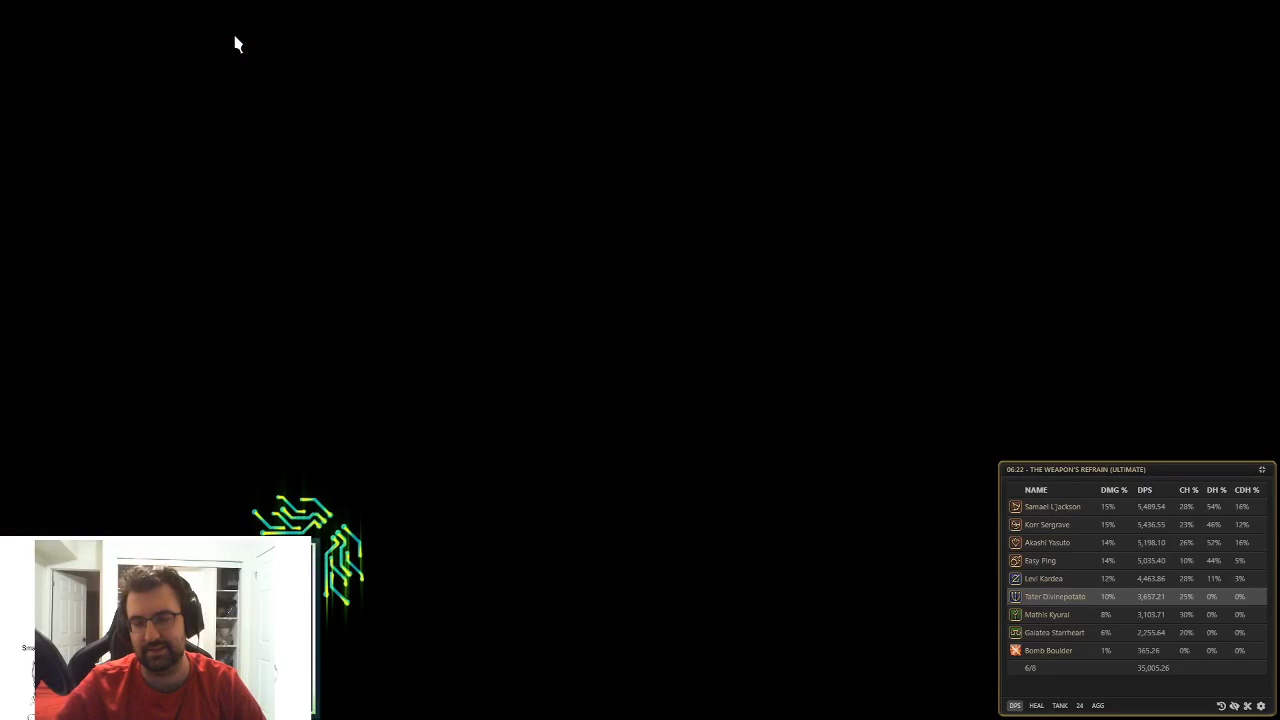 06:22 - THE WEAPON'S REFRAIN (ULTIMATE)
NAME DMG % DPS CH % DH % CDH %
Samael L'Jackson 15% 5,489.54 28% 54% 16%
Korr Sergrave 15% 5,436.55 23% 46% 12%
Akashi Yasuto 14% 5,198.10 26% 52% 16%
Easy Ping 14% 5,035.40 10% 44% 5%
Levi Kardea 12% 4,463.86 28% 11% 3%
Tater Divinepotato 10% 3,657.21 25% 0% 0%
Mathis Kyurai 8% 3,103.71 30% 0% 0%
Galatea Starrheart 6% 2,255.64 20% 0% 0%
Bomb Boulder 1% 365.26 0% 0% 0%
6/8 35,005.26
DPS HEAL TANK 24 AGG
Sma